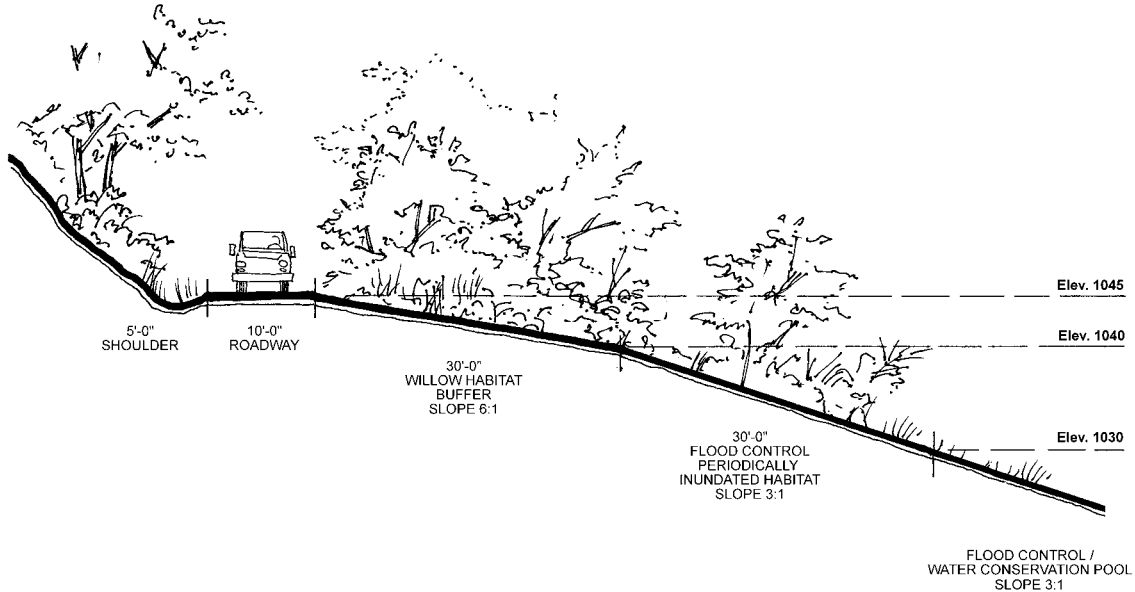 Elev. 1045
5'-0"
SHOULDER
10'-0"
ROADWAY
Elev. 1040
30'-0"
WILLOW HABITAT
BUFFER
SLOPE 6:1
30'-0"
FLOOD CONTROL
PERIODICALLY
INUNDATED HABITAT
SLOPE 3:1
Elev. 1030
FLOOD CONTROL /
WATER CONSERVATION POOL
SLOPE 3:1